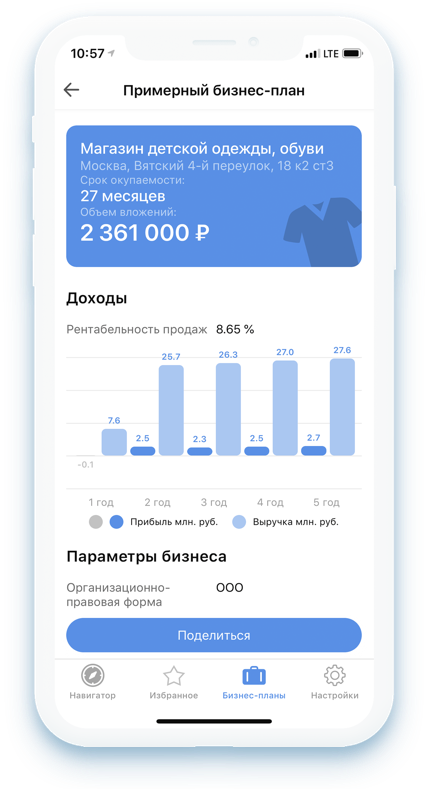 10:57 LTE
Примерный бизнес-план
Магазин детской одежды, обуви
Москва, Вятский 4-й переулок, 18 к2 ст3
Срок окупаемости:
27 месяцев
Объем вложений:
2 361 000 ₽
Доходы
Рентабельность продаж 8.65 %
-0.1 7.6 2.5 25.7 2.3 26.3 2.5 27.0 2.7 27.6
1 год 2 год 3 год 4 год 5 год
Прибыль млн. руб. Выручка млн. руб.
Параметры бизнеса
Организационно- ООО
правовая форма
Поделиться
Навигатор Избранное Бизнес-планы Настройки